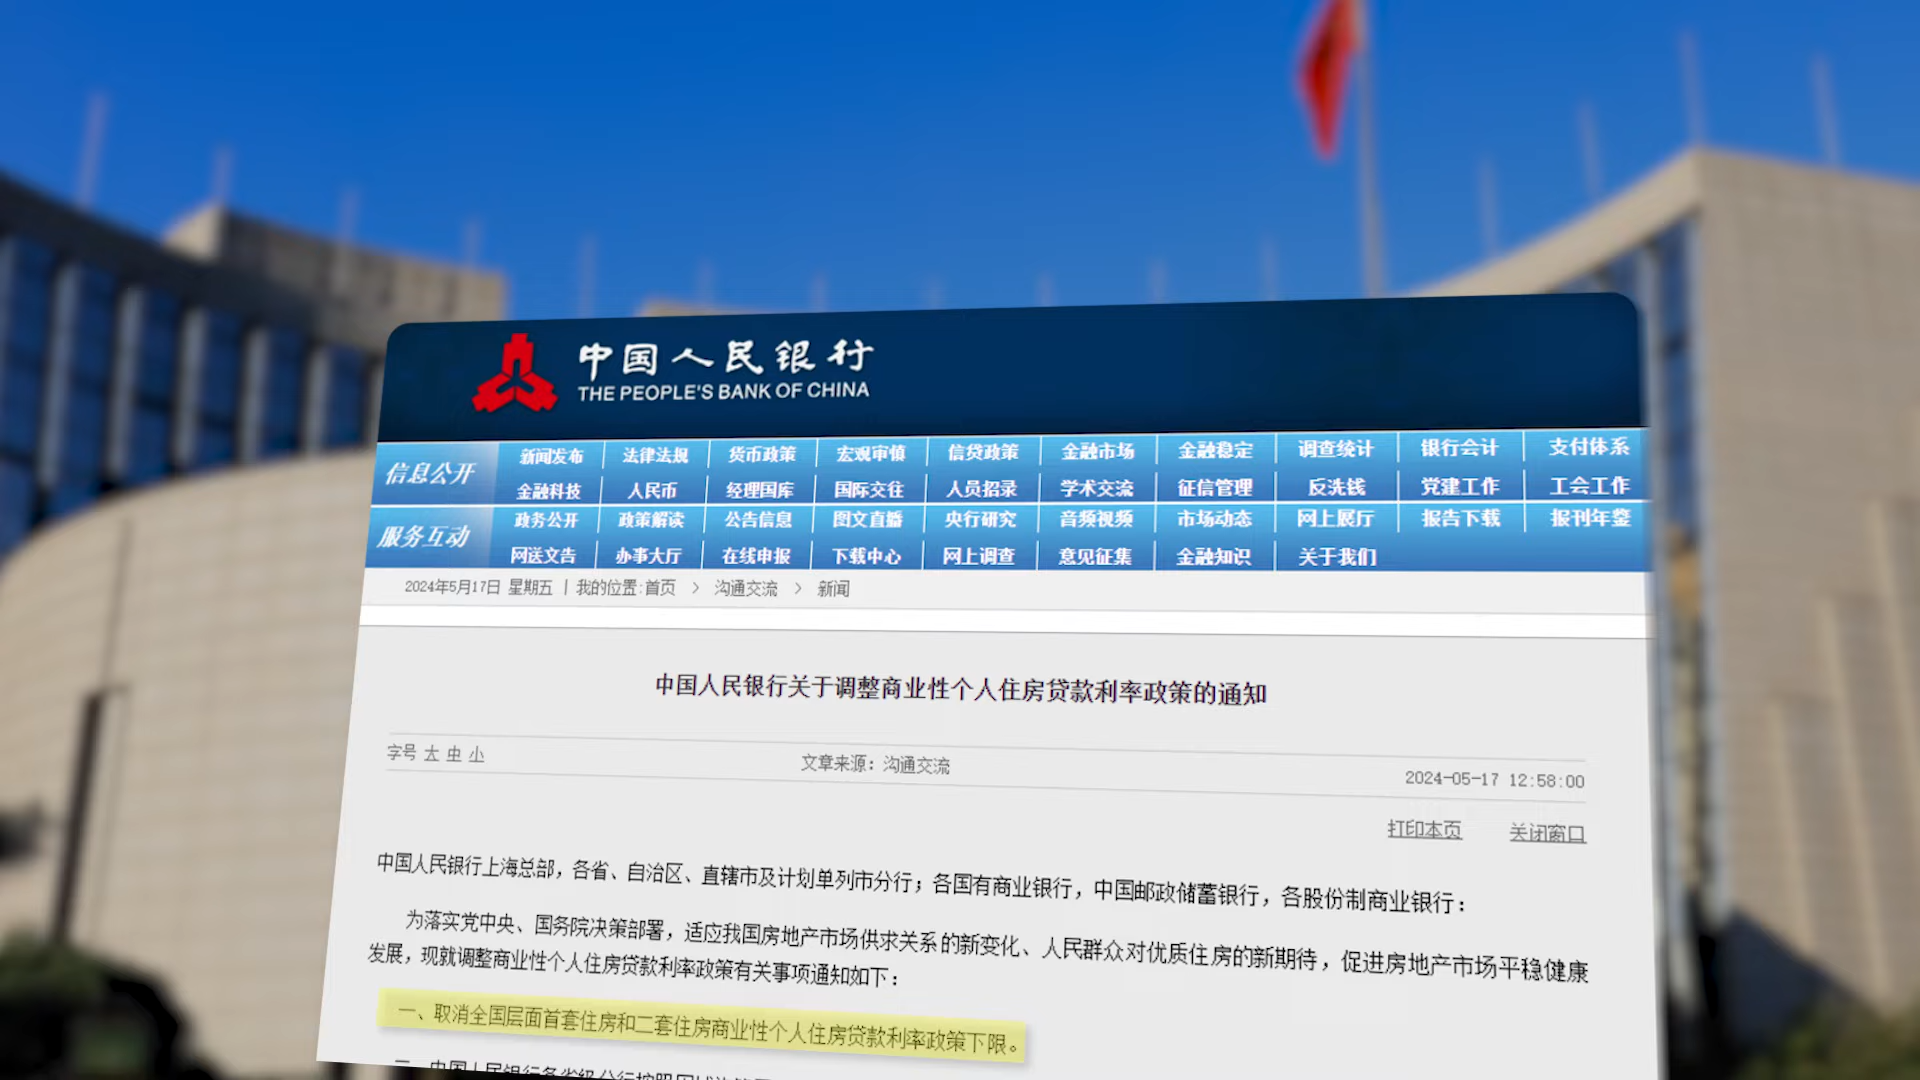 中国人民银行
THE PEOPLE'S BANK OF CHINA
信息公开
新闻发布 法律法规 货币政策 宏观审慎 信贷政策 金融市场 金融稳定 调查统计 银行会计 支付体系
金融科技 人民币 经理国库 国际交往 人员招录 学术交流 征信管理 反洗钱 党建工作 工会工作
服务互动
政务公开 政策解读 公告信息 图文直播 央行研究 音频视频 市场动态 网上展厅 报告下载 报刊年鉴
网送文告 办事大厅 在线申报 下载中心 网上调查 意见征集 金融知识 关于我们
2024年5月17日 星期五 | 我的位置:首页 > 沟通交流 > 新闻
中国人民银行关于调整商业性个人住房贷款利率政策的通知
字号 大 中 小 文章来源：沟通交流 2024-05-17 12:58:00
打印本页 关闭窗口
中国人民银行上海总部，各省、自治区、直辖市及计划单列市分行；各国有商业银行，中国邮政储蓄银行，各股份制商业银行：
为落实党中央、国务院决策部署，适应我国房地产市场供求关系的新变化、人民群众对优质住房的新期待，促进房地产市场平稳健康
发展，现就调整商业性个人住房贷款利率政策有关事项通知如下：
一、取消全国层面首套住房和二套住房商业性个人住房贷款利率政策下限。
二、中国人民银行各省级分行按照因城施策